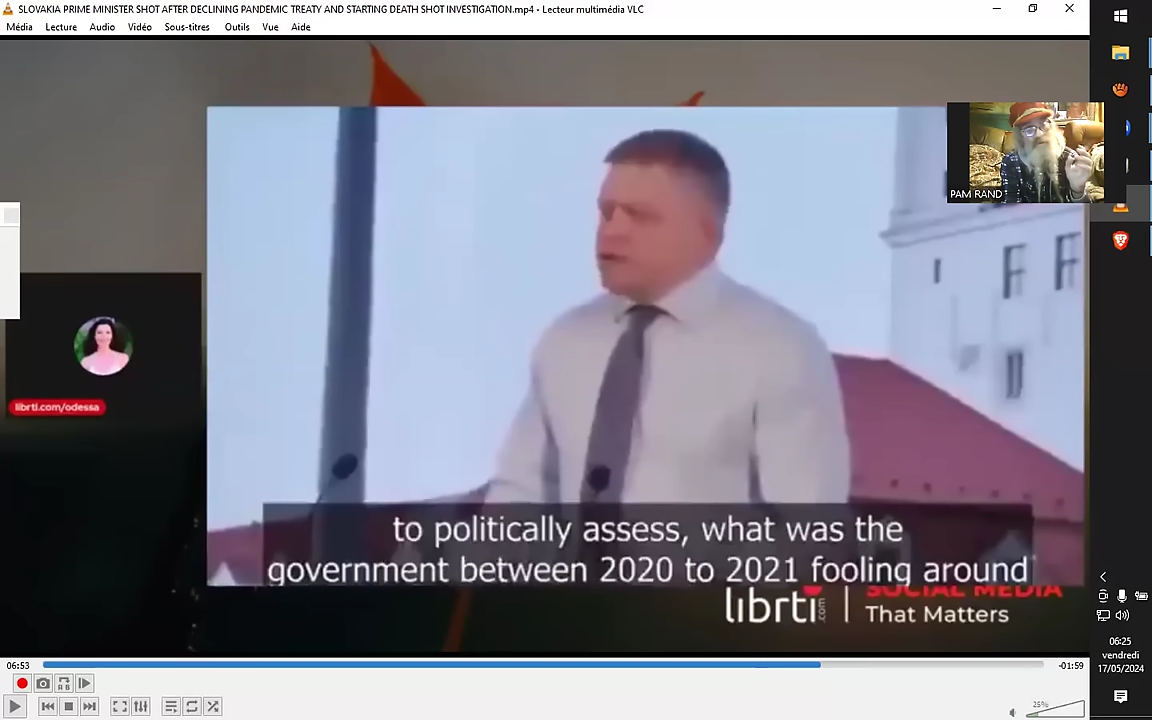 SLOVAKIA PRIME MINISTER SHOT AFTER DECLINING PANDEMIC TREATY AND STARTING DEATH SHOT INVESTIGATION.mp4 - Lecteur multimédia VLC
Média Lecture Audio Vidéo Sous-titres Outils Vue Aide
PAM RAND
librti.com/odessa
to politically assess, what was the
government between 2020 to 2021 fooling around
librti.com | SOCIAL MEDIA
That Matters
06:53
-01:59
25%
06:25
vendredi
17/05/2024